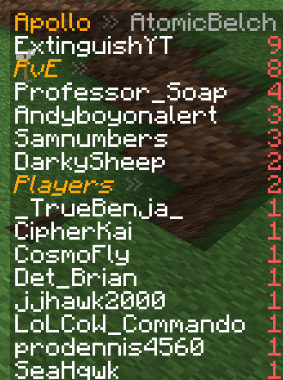 Apollo » AtomicBelch
ExtinguishYT 9
PvE » 8
Professor_Soap 4
Andyboyonalert 3
Samnumbers 3
DarkySheep 2
Players » 2
_TrueBenja_ 1
CipherKai 1
CosmoFly 1
Det_Brian 1
jjhawk2000 1
LoLCoW_Commando 1
prodennis4560 1
SeaHawk 1